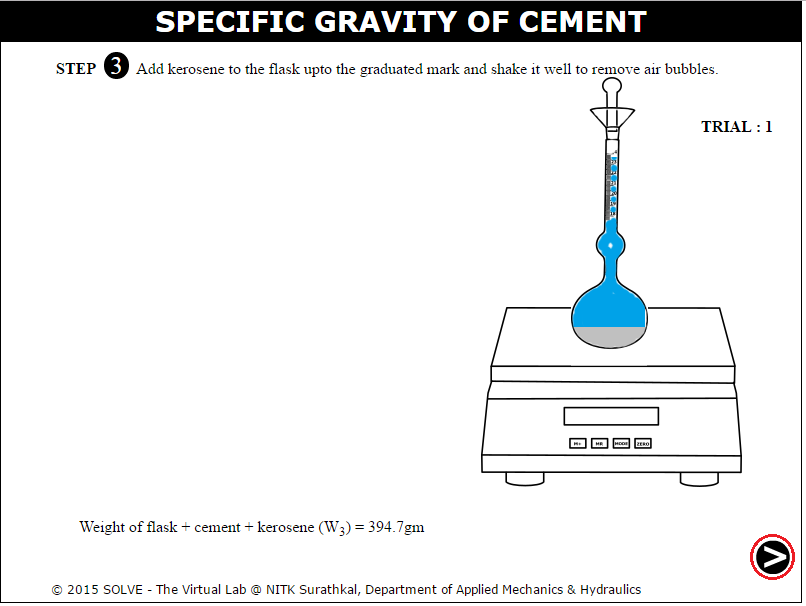 SPECIFIC GRAVITY OF CEMENT
STEP 3 Add kerosene to the flask upto the graduated mark and shake it well to remove air bubbles.
TRIAL : 1
M+ MR MODE ZERO
Weight of flask + cement + kerosene (W₃) = 394.7gm
© 2015 SOLVE - The Virtual Lab @ NITK Surathkal, Department of Applied Mechanics & Hydraulics